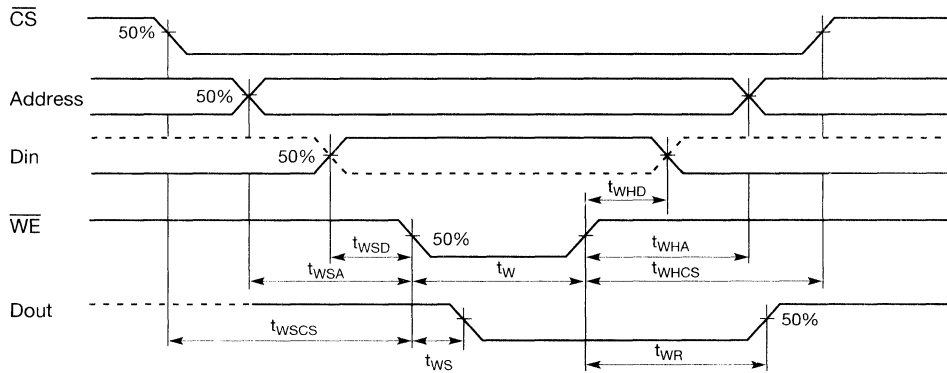 CS
50%
Address
50%
Din
50%
tWHD
WE
50%
tWSD
tWHA
tWSA
tW
tWHCS
Dout
50%
tWSCS
tWS
tWR